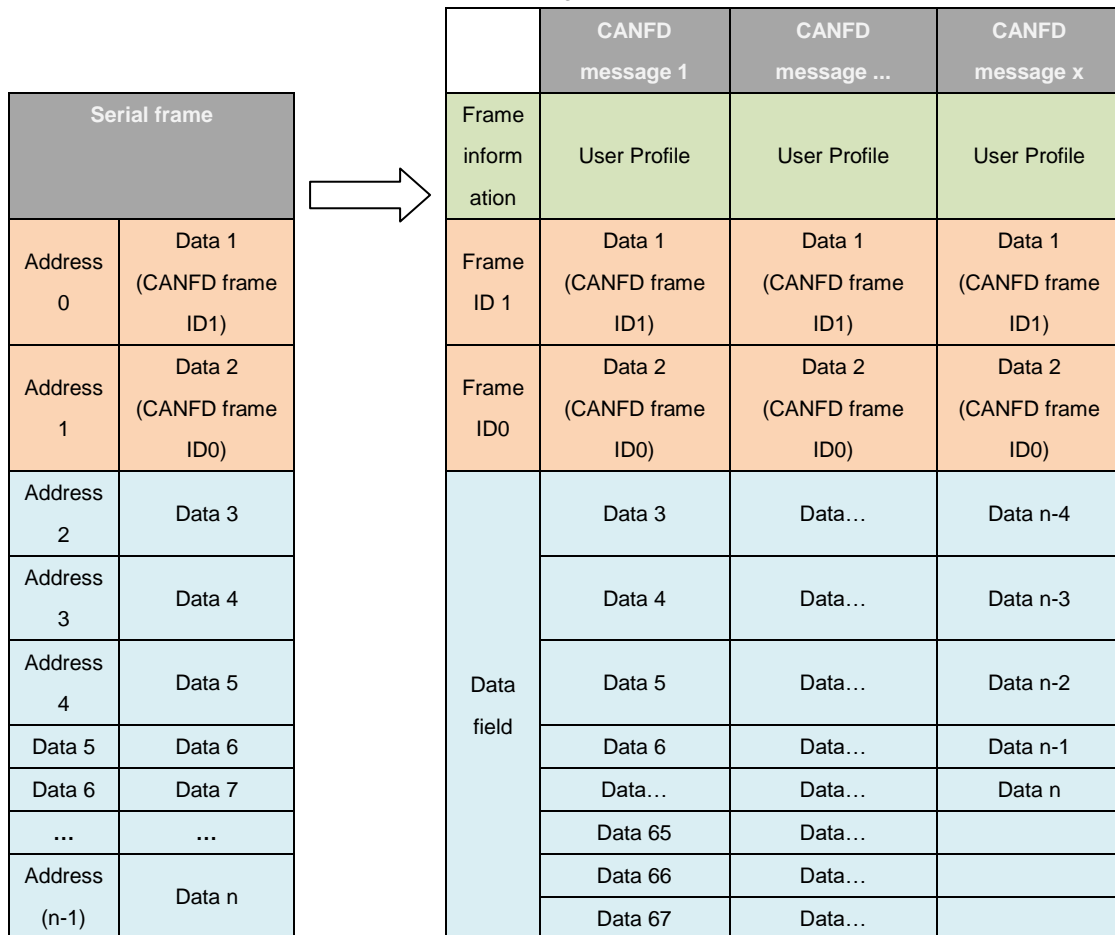 CANFD CANFD CANFD
message 1 message ... message x
Serial frame
Frame
inform
ation
User Profile User Profile User Profile
Address
0
Data 1
(CANFD frame
ID1)
Frame
ID 1
Data 1
(CANFD frame
ID1)
Data 1
(CANFD frame
ID1)
Data 1
(CANFD frame
ID1)
Address
1
Data 2
(CANFD frame
ID0)
Frame
ID0
Data 2
(CANFD frame
ID0)
Data 2
(CANFD frame
ID0)
Data 2
(CANFD frame
ID0)
Address
2
Data 3
Data
field
Data 3 Data… Data n-4
Address
3
Data 4
Data 4 Data… Data n-3
Address
4
Data 5
Data 5 Data… Data n-2
Data 5 Data 6
Data 6 Data… Data n-1
Data 6 Data 7
Data… Data… Data n
… …
Data 65 Data…
Address
(n-1)
Data n
Data 66 Data…
Data 67 Data…